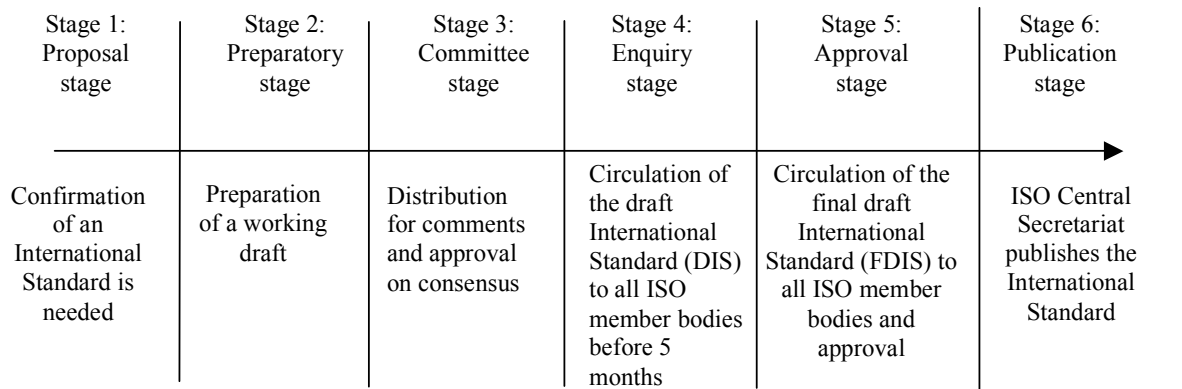 Stage 1:
Proposal
stage
Stage 2:
Preparatory
stage
Stage 3:
Committee
stage
Stage 4:
Enquiry
stage
Stage 5:
Approval
stage
Stage 6:
Publication
stage
Confirmation
of an
International
Standard is
needed
Preparation
of a working
draft
Distribution
for comments
and approval
on consensus
Circulation of
the draft
International
Standard (DIS)
to all ISO
member bodies
before 5
months
Circulation of the
final draft
International
Standard (FDIS) to
all ISO member
bodies and
approval
ISO Central
Secretariat
publishes the
International
Standard